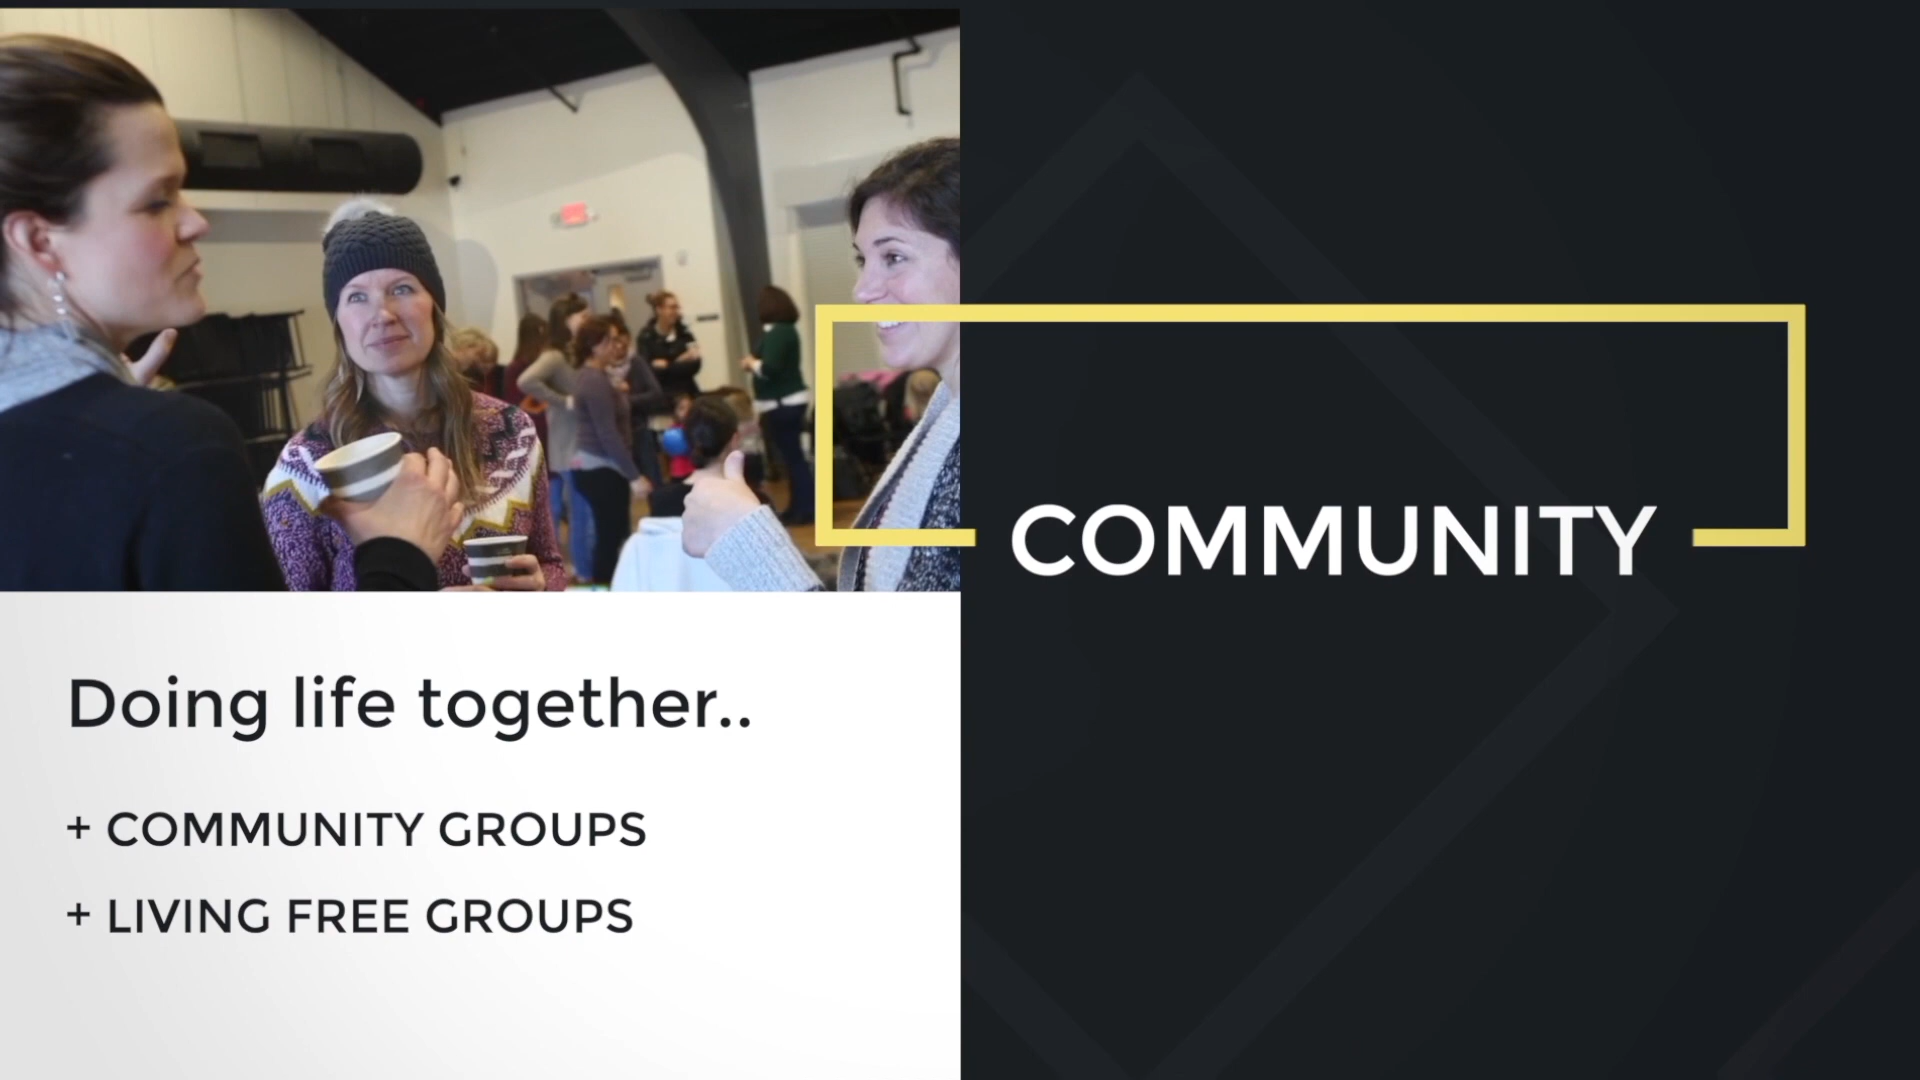 COMMUNITY
Doing life together..
+ COMMUNITY GROUPS
+ LIVING FREE GROUPS